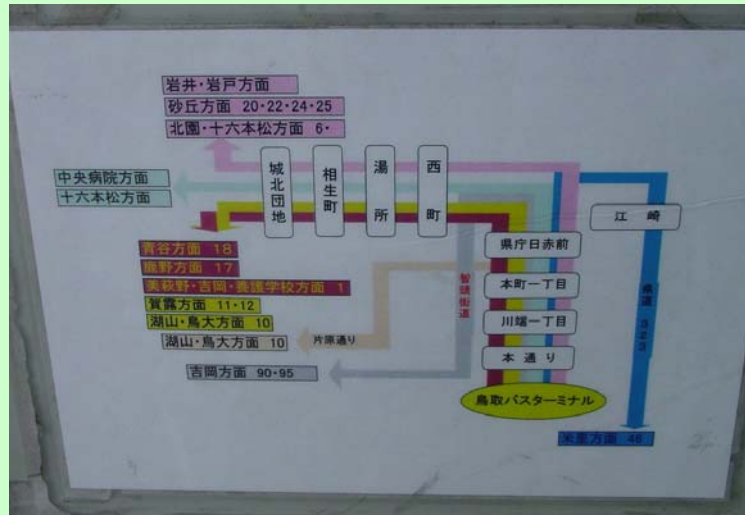 岩井・岩戸方面
砂丘方面 20・22・24・25
北園・十六本松方面 6・
中央病院方面
十六本松方面
城北団地
相生町
湯所
西町
江崎
青谷方面 18
鹿野方面 17
美萩野・吉岡・養護学校方面 1
賀露方面 11・12
湖山・鳥大方面 10
湖山・鳥大方面 10
片原通り
吉岡方面 90・95
智頭街道
県庁日赤前
本町一丁目
川端一丁目
本通り
鳥取バスターミナル
県道 323
米里方面 46